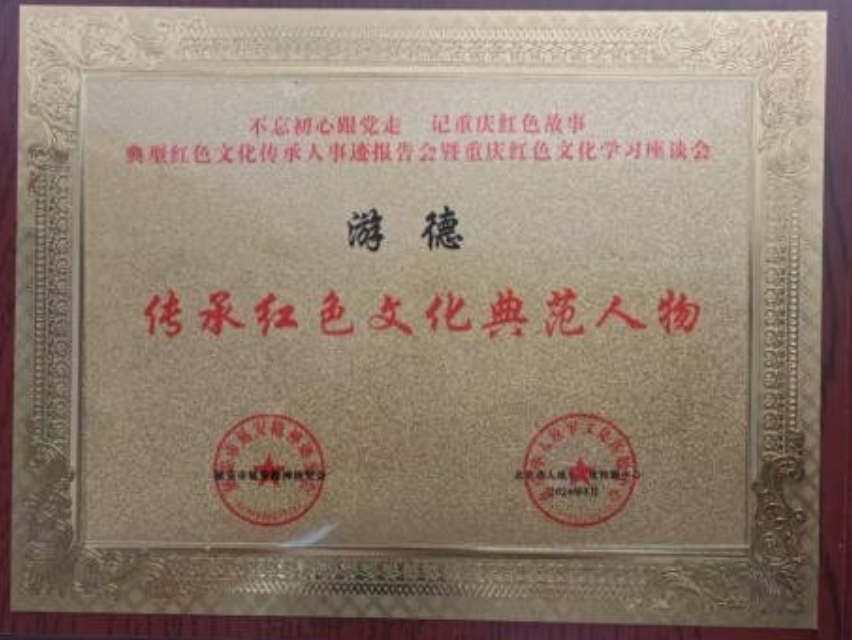 不忘初心跟党走 记重庆红色故事
典型红色文化传承人事迹报告会暨重庆红色文化学习座谈会
游 德
传承红色文化典范人物